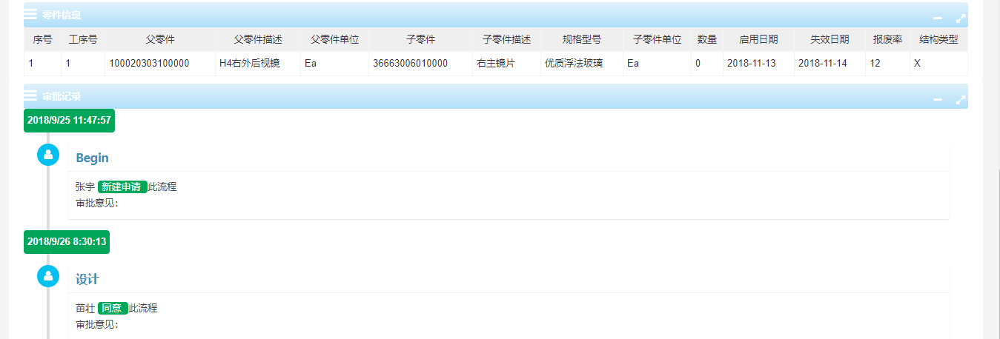 零件信息
序号 工序号 父零件 父零件描述 父零件单位 子零件 子零件描述 规格型号 子零件单位 数量 启用日期 失效日期 报废率 结构类型
1 1 100020303100000 H4右外后视镜 Ea 36663006010000 右主镜片 优质浮法玻璃 Ea 0 2018-11-13 2018-11-14 12 X
审批记录
2018/9/25 11:47:57
Begin
张宇 新建申请 此流程
审批意见：
2018/9/26 8:30:13
设计
苗壮 同意 此流程
审批意见：